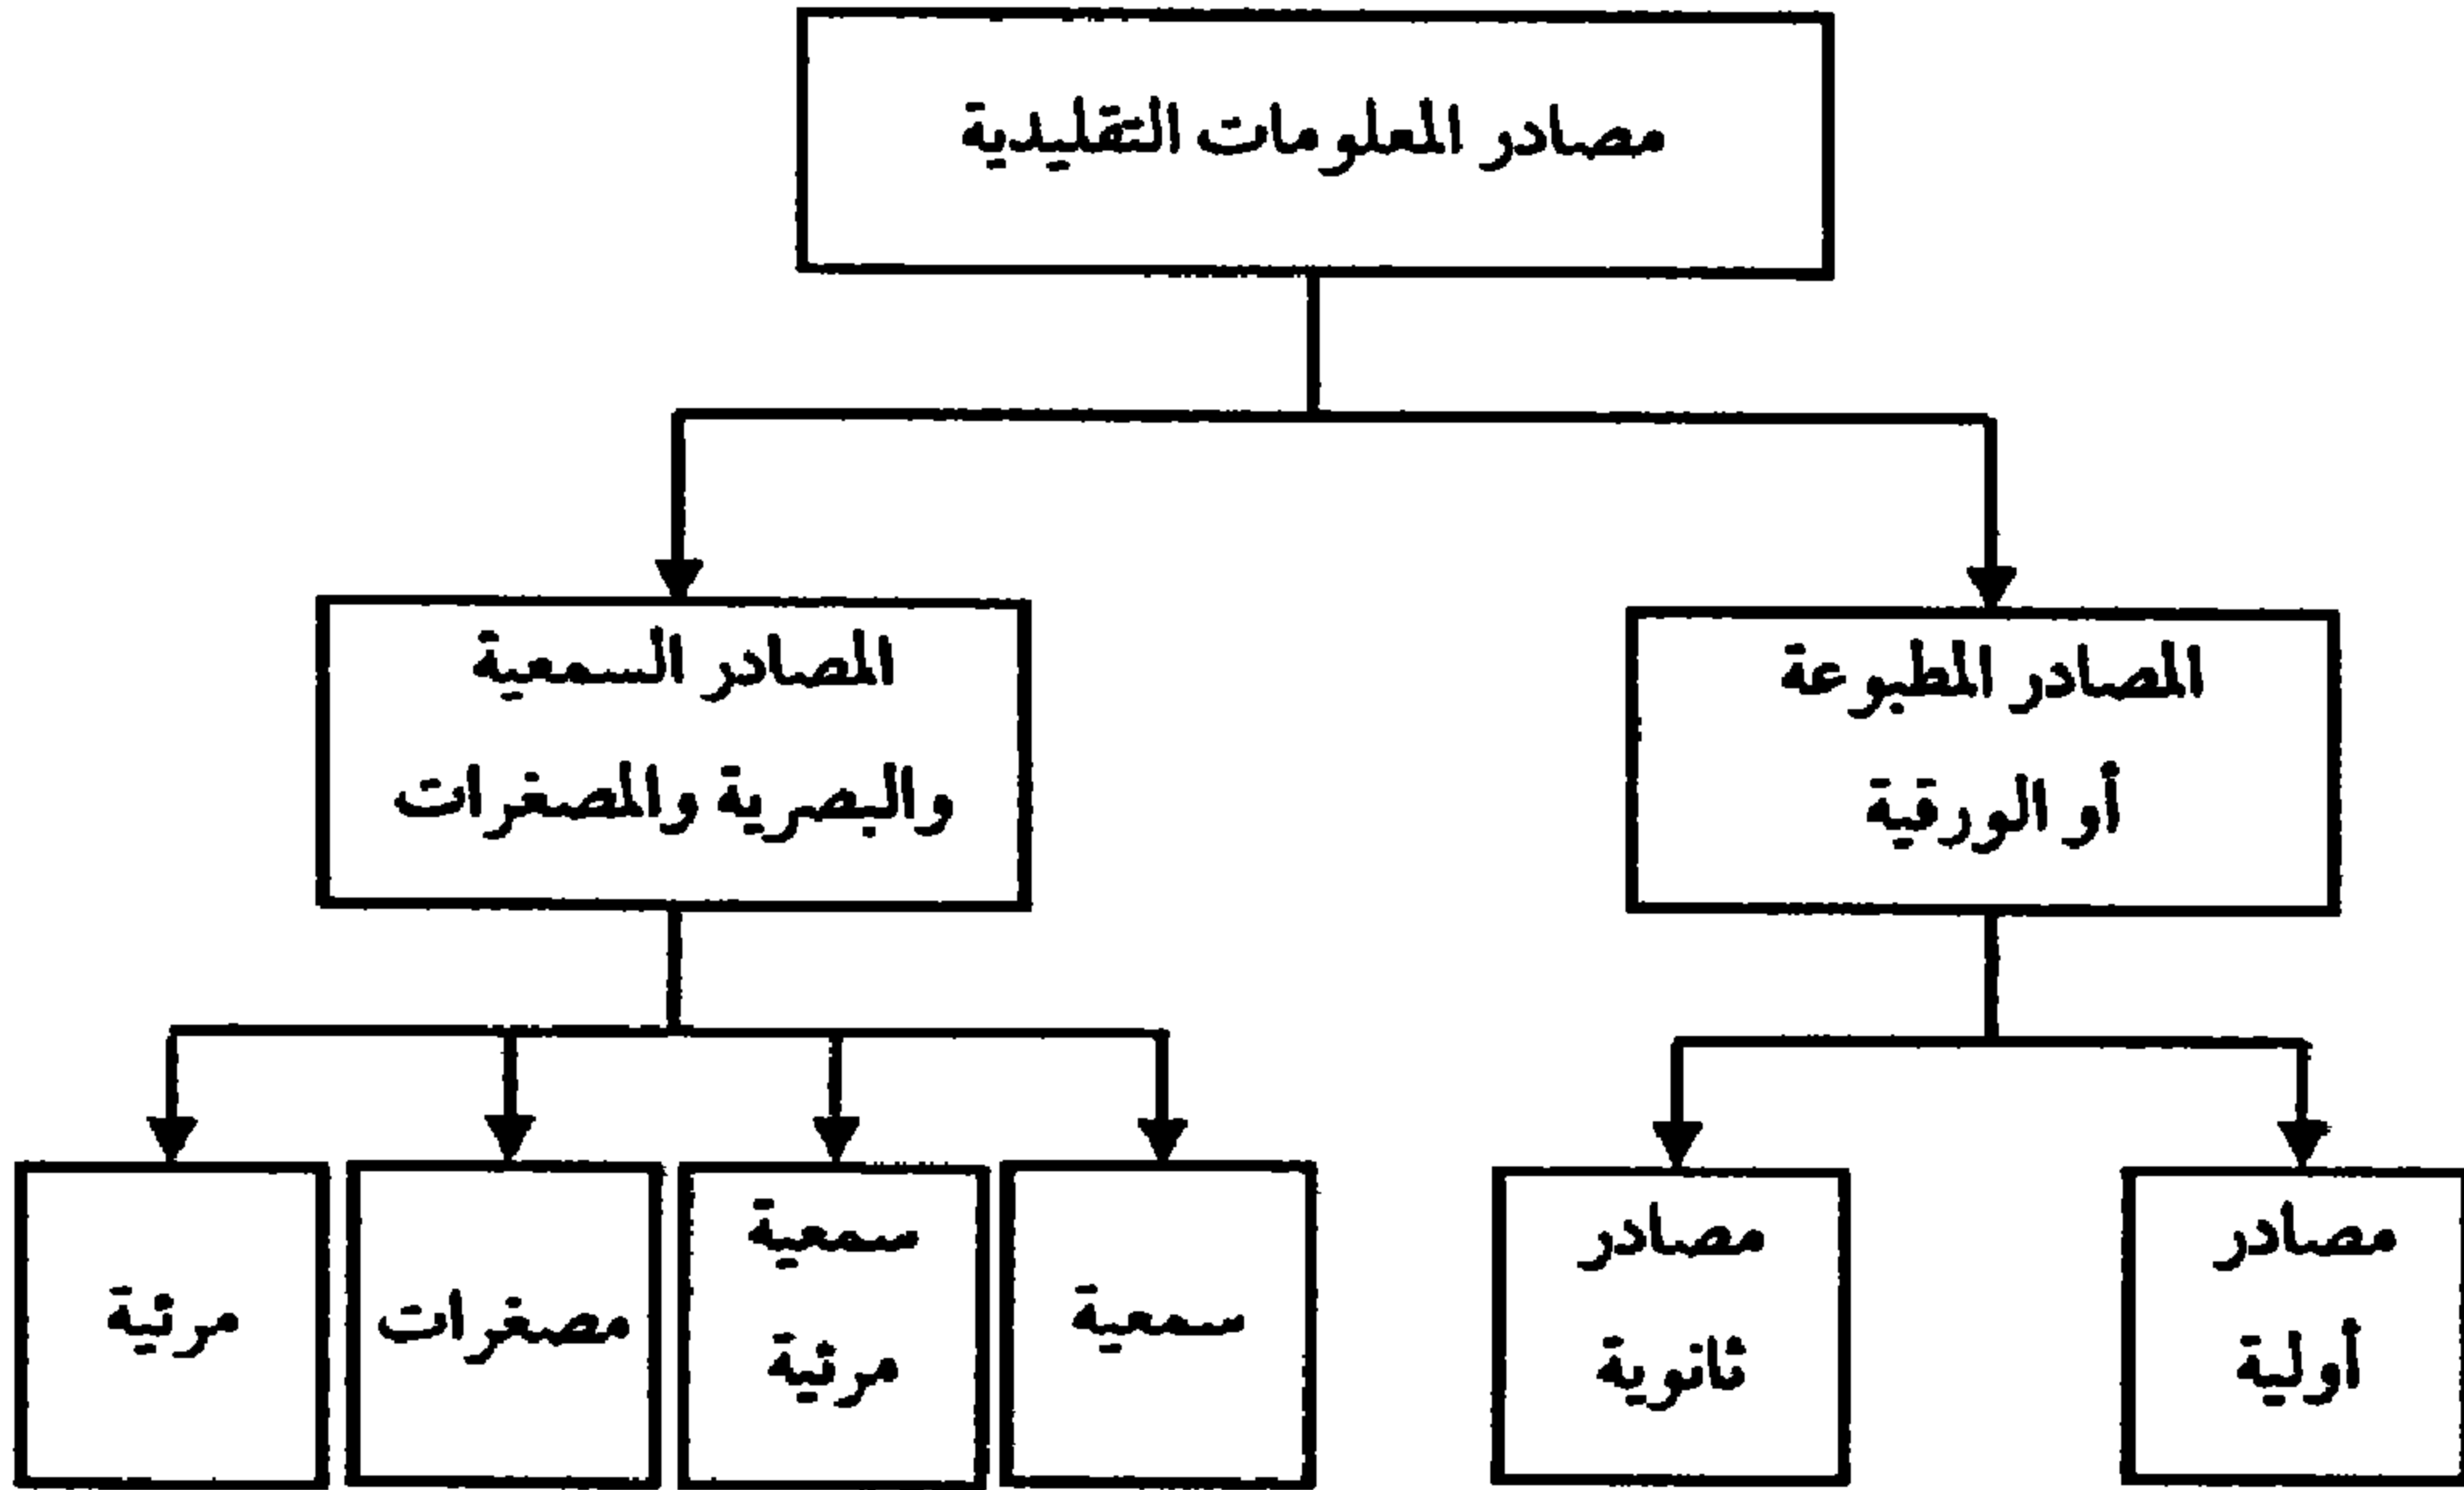 مصادر المعلومات التقليدية
المصادر المطبوعة
أو الورقية
المصادر السمعية
والبصرية والمصغرات
مصادر
أولية
مصادر
ثانوية
سمعية
سمعية
مرئية
مصغرات
مرئية